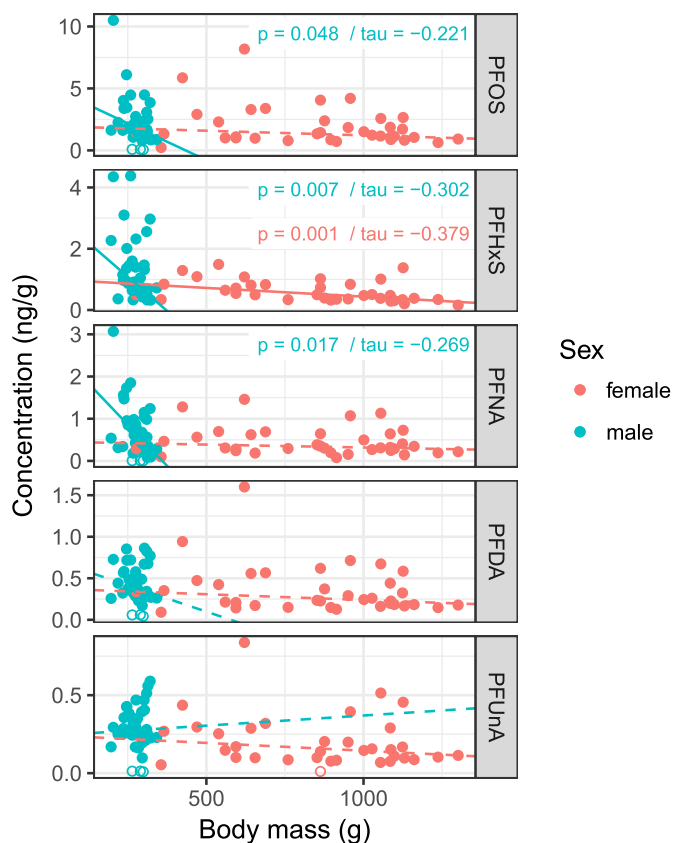 10
5
0
p = 0.048 / tau = −0.221
PFOS
4
2
0
p = 0.007 / tau = −0.302
p = 0.001 / tau = −0.379
PFHxS
3
2
1
0
p = 0.017 / tau = −0.269
PFNA
1.5
1.0
0.5
0.0
PFDA
0.5
0.0
PFUnA
500
1000
Body mass (g)
Concentration (ng/g)
Sex
female
male